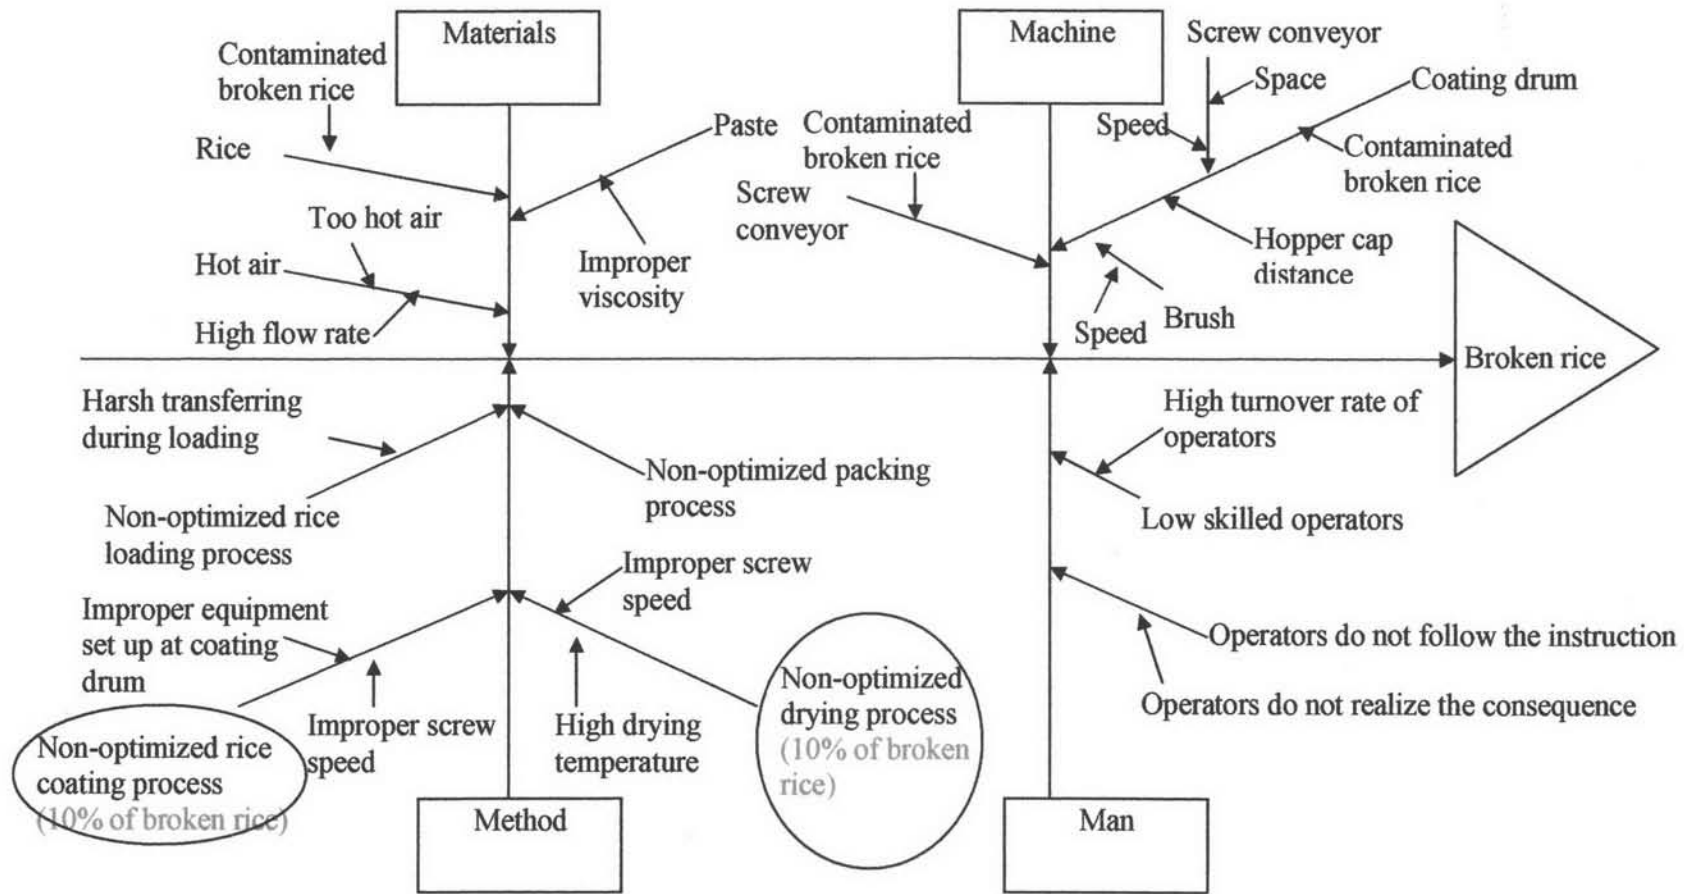 Materials
Machine
Screw conveyor
Contaminated
broken rice
Space
Coating drum
Paste
Contaminated
broken rice
Speed
Rice
Contaminated
broken rice
Screw
conveyor
Too hot air
Hot air
Improper
viscosity
Hopper cap
distance
High flow rate
Speed
Brush
Broken rice
Harsh transferring
during loading
High turnover rate of
operators
Non-optimized packing
process
Non-optimized rice
loading process
Low skilled operators
Improper screw
speed
Improper equipment
set up at coating
drum
Operators do not follow the instruction
Non-optimized
drying process
(10% of broken
rice)
Operators do not realize the consequence
Improper screw
speed
High drying
temperature
Non-optimized rice
coating process
(10% of broken rice)
Method
Man